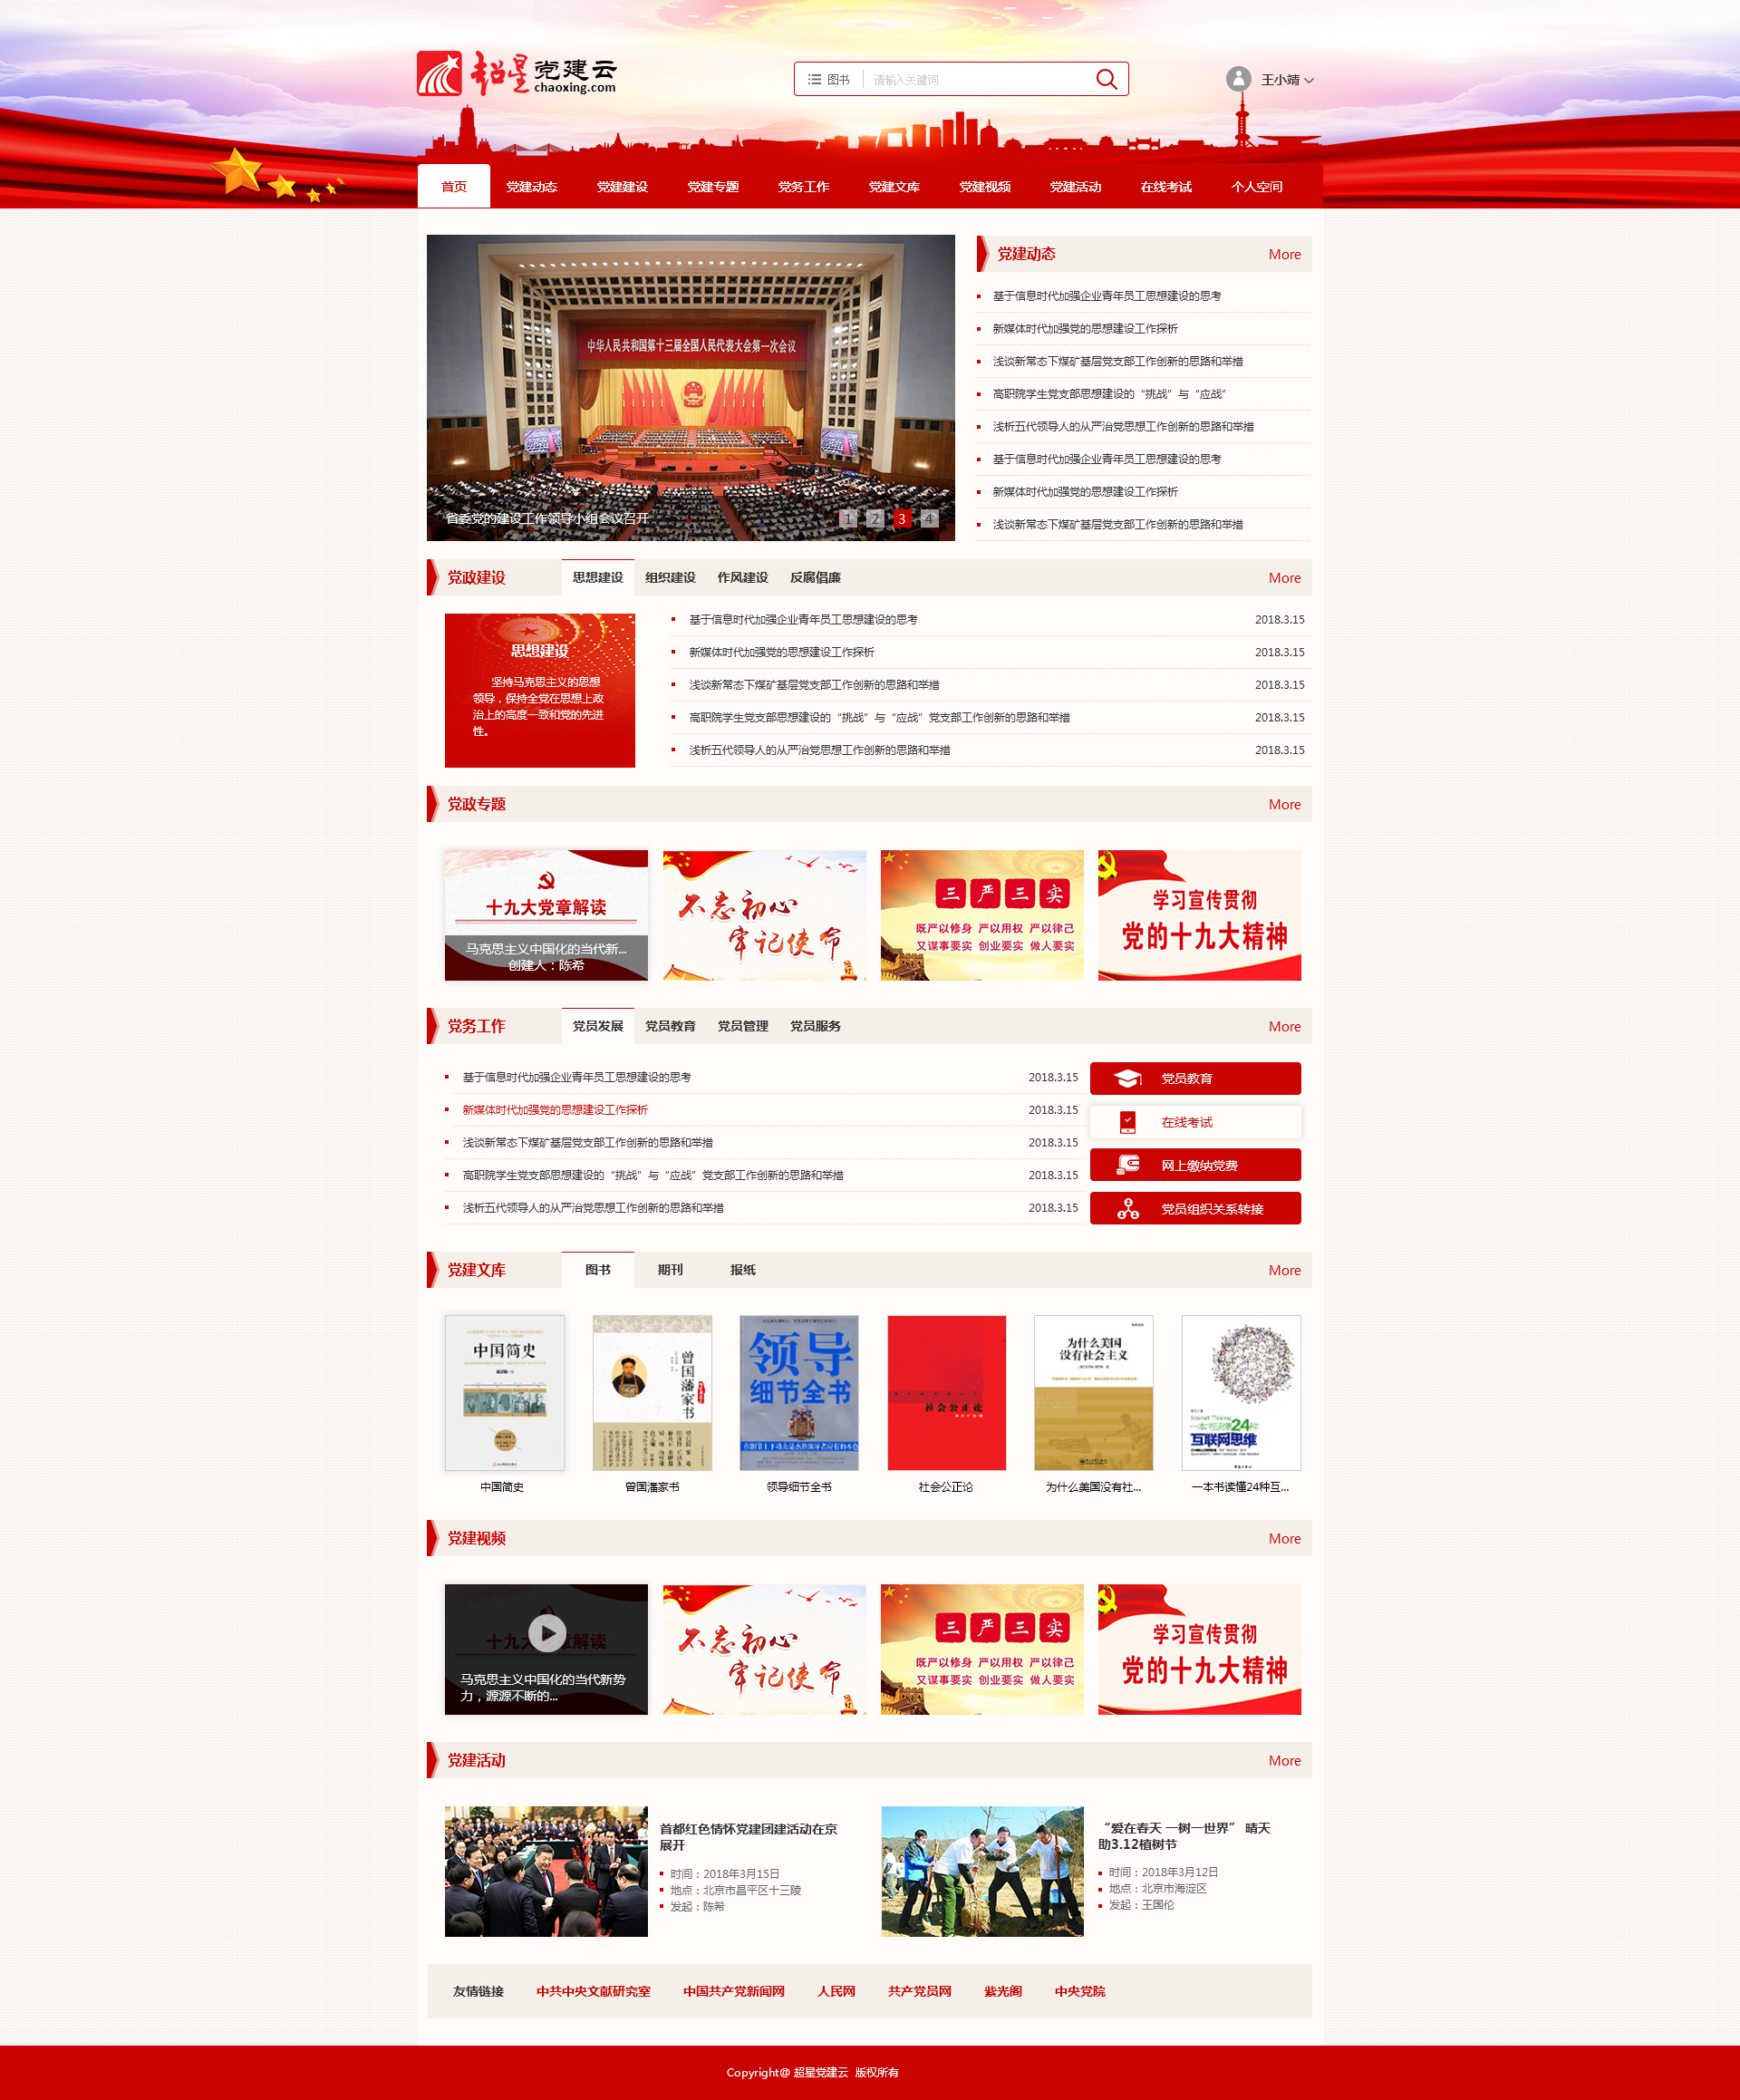 超星党建云
chaoxing.com
图书 请输入关键词
王小靖
首页 党建动态 党建建设 党建专题 党务工作 党建文库 党建视频 党建活动 在线考试 个人空间
中华人民共和国第十三届全国人民代表大会第一次会议
省委党的建设工作领导小组会议召开
1 2 3 4
党建动态 More
基于信息时代加强企业青年员工思想建设的思考
新媒体时代加强党的思想建设工作探析
浅谈新常态下煤矿基层党支部工作创新的思路和举措
高职院学生党支部思想建设的“挑战”与“应战”
浅析五代领导人的从严治党思想工作创新的思路和举措
基于信息时代加强企业青年员工思想建设的思考
新媒体时代加强党的思想建设工作探析
浅谈新常态下煤矿基层党支部工作创新的思路和举措
党政建设 思想建设 组织建设 作风建设 反腐倡廉 More
思想建设
坚持马克思主义的思想
领导，保持全党在思想上政
治上的高度一致和党的先进
性。
基于信息时代加强企业青年员工思想建设的思考 2018.3.15
新媒体时代加强党的思想建设工作探析 2018.3.15
浅谈新常态下煤矿基层党支部工作创新的思路和举措 2018.3.15
高职院学生党支部思想建设的“挑战”与“应战”党支部工作创新的思路和举措 2018.3.15
浅析五代领导人的从严治党思想工作创新的思路和举措 2018.3.15
党政专题 More
十九大党章解读
马克思主义中国化的当代新...
创建人：陈希
不忘初心
牢记使命
三严三实
既严以修身 严以用权 严以律己
又谋事要实 创业要实 做人要实
学习宣传贯彻
党的十九大精神
党务工作 党员发展 党员教育 党员管理 党员服务 More
基于信息时代加强企业青年员工思想建设的思考 2018.3.15
新媒体时代加强党的思想建设工作探析 2018.3.15
浅谈新常态下煤矿基层党支部工作创新的思路和举措 2018.3.15
高职院学生党支部思想建设的“挑战”与“应战”党支部工作创新的思路和举措 2018.3.15
浅析五代领导人的从严治党思想工作创新的思路和举措 2018.3.15
党员教育
在线考试
网上缴纳党费
党员组织关系转接
党建文库 图书 期刊 报纸 More
中国简史
曾国藩家书
领导
细节全书
社会公正论
为什么美国
没有社会主义
一本书读懂24种
互联网思维
中国简史
曾国潘家书
领导细节全书
社会公正论
为什么美国没有社...
一本书读懂24种互...
党建视频 More
十九大党章解读
马克思主义中国化的当代新势
力，源源不断的...
不忘初心
牢记使命
三严三实
既严以修身 严以用权 严以律己
又谋事要实 创业要实 做人要实
学习宣传贯彻
党的十九大精神
党建活动 More
首都红色情怀党建团建活动在京
展开
时间：2018年3月15日
地点：北京市昌平区十三陵
发起：陈希
“爱在春天 一树一世界” 晴天
助3.12植树节
时间：2018年3月12日
地点：北京市海淀区
发起：王国伦
友情链接 中共中央文献研究室 中国共产党新闻网 人民网 共产党员网 紫光阁 中央党院
Copyright@ 超星党建云 版权所有